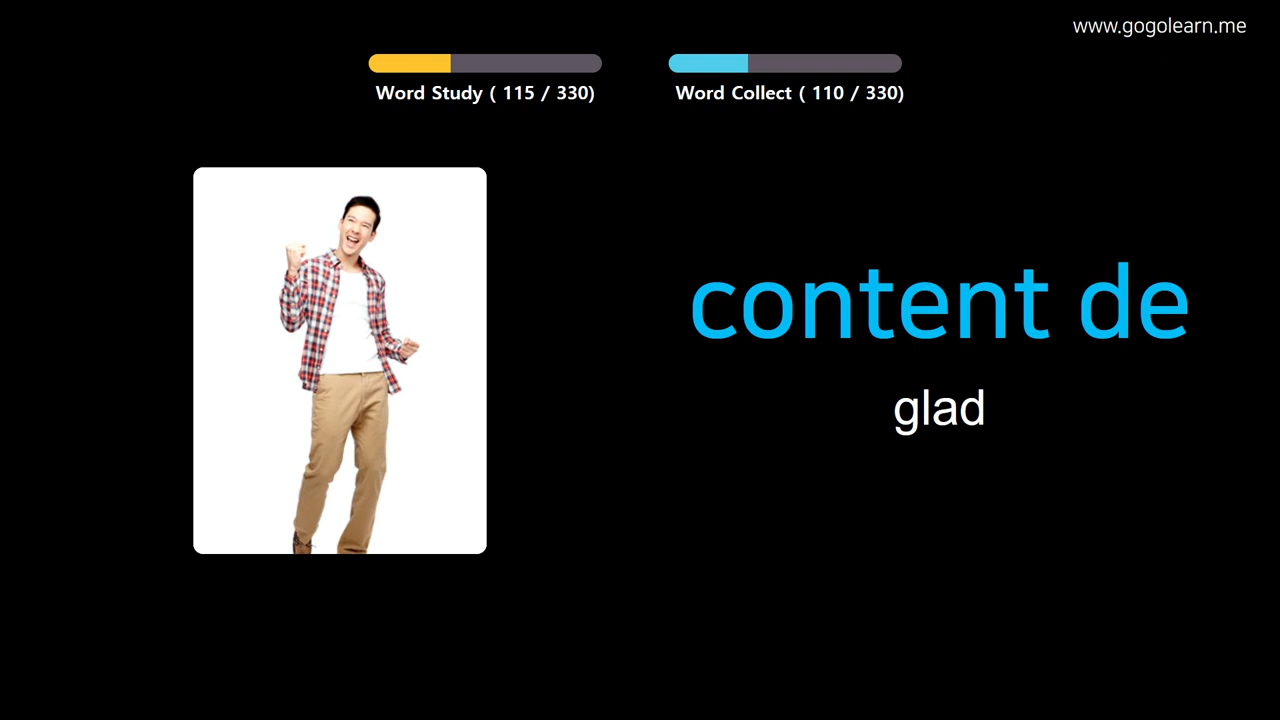 www.gogolearn.me
Word Study ( 115 / 330)
Word Collect ( 110 / 330)
content de
glad